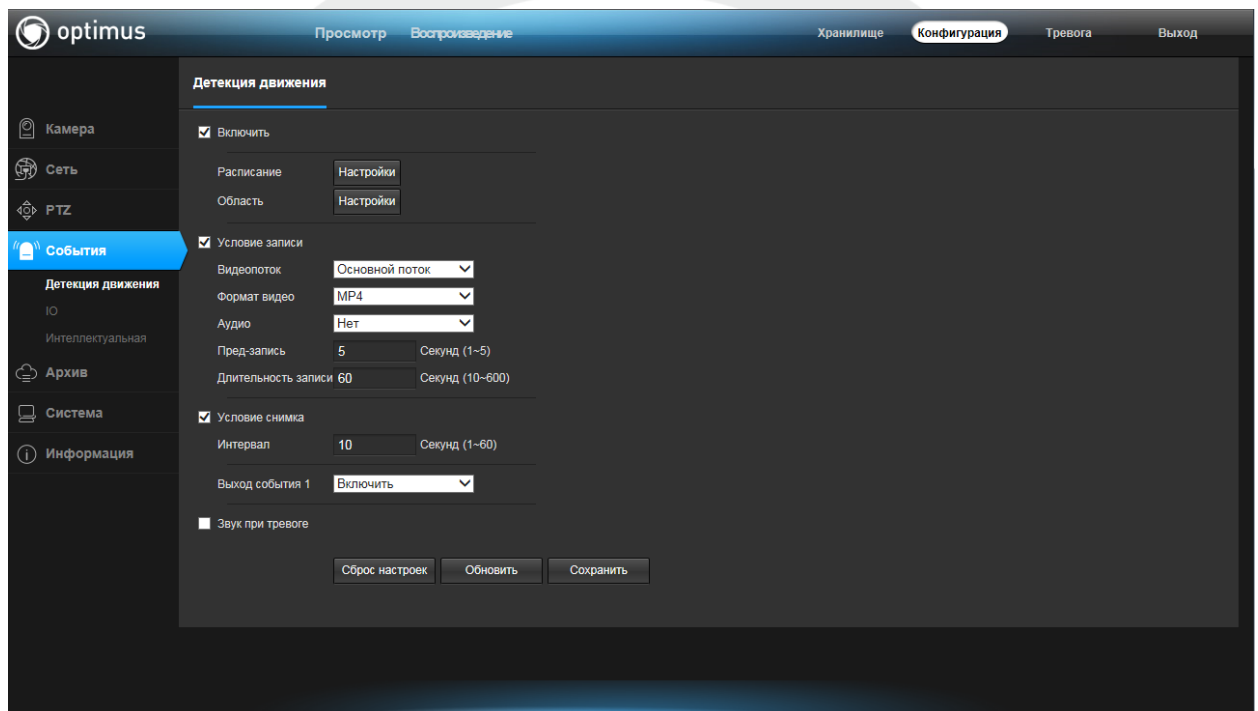 optimus
Просмотр Воспроизведение Хранилище Конфигурация Тревога Выход
Детекция движения
Камера
Сеть
PTZ
События
Детекция движения
IO
Интеллектуальная
Архив
Система
Информация
Включить
Расписание Настройки
Область Настройки
Условие записи
Видеопоток Основной поток
Формат видео MP4
Аудио Нет
Пред-запись 5 Секунд (1~5)
Длительность записи 60 Секунд (10~600)
Условие снимка
Интервал 10 Секунд (1~60)
Выход события 1 Включить
Звук при тревоге
Сброс настроек Обновить Сохранить